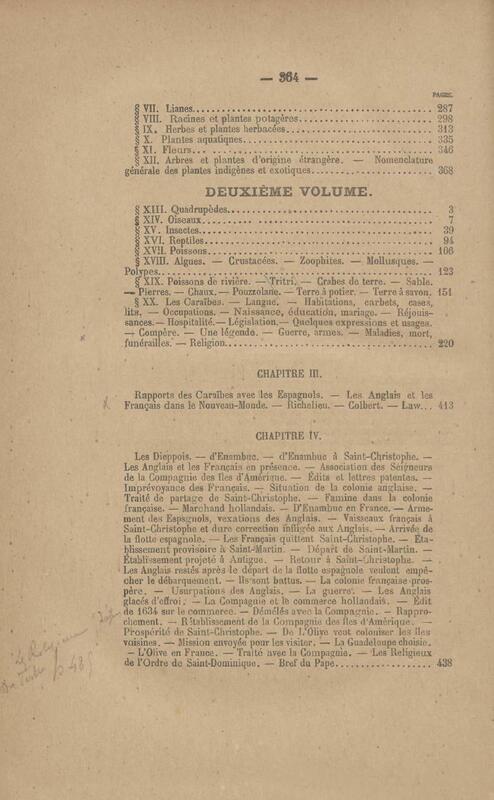 — 364 —
PAGES.
§ VII. Lianes........................................ 287
§ VIII. Racines et plantes potagères........................ 298
§ IX. Herbes et plantes herbacées........................ 313
§ X. Plantes aquatiques........................ 335
§ XI. Fleurs........................ 346
§ XII. Arbres et plantes d'origine étrangère. — Nomenclature
générale des plantes indigènes et exotiques........................ 368
DEUXIÈME VOLUME.
§ XIII. Quadrupèdes........................ 3
§ XIV. Oiseaux........................ 7
§ XV. Insectes........................ 39
§ XVI. Reptiles........................ 94
§ XVII. Poissons........................ 106
§ XVIII. Algues. — Crustacées. — Zoophites. — Mollusques. —
Polypes........................ 123
§ XIX. Poissons de rivière. — Tritri. — Crabes de terre. — Sable.
— Pierres. — Chaux. — Pouzzolane. — Terre à potier. — Terre à savon. 151
§ XX. Les Caraïbes. — Langue. — Habitations, carbets, cases,
lits, — Occupations. — Naissance, éducation, mariage. — Réjouis-
sances. — Hospitalité. — Législation. — Quelques expressions et usages.
— Compère. — Une légende. — Guerre, armes. — Maladies, mort,
funérailles. — Religion........................ 220
CHAPITRE III.
Rapports des Caraïbes avec les Espagnols. — Les Anglais et les
Français dans le Nouveau-Monde. — Richelieu. — Colbert. — Law... 413
CHAPITRE IV.
Les Dieppois. — d'Enambuc. — d'Enambuc à Saint-Christophe. —
Les Anglais et les Français en présence. — Association des Seigneurs
de la Compagnie des îles d'Amérique. — Édits et lettres patentes. —
Imprévoyance des Français. — Situation de la colonie anglaise. —
Traité de partage de Saint-Christophe. — Famine dans la colonie
française. — Marchand hollandais. — D'Enambuc en France. — Arme-
ment des Espagnols, vexations des Anglais. — Vaisseaux français à
Saint-Christophe et dure correction infligée aux Anglais. — Arrivée de
la flotte espagnole. — Les Français quittent Saint-Christophe. — Éta-
blissement provisoire à Saint-Martin. — Départ de Saint-Martin. —
Établissement projeté à Antigue. — Retour à Saint-Christophe. —
Les Anglais restés après le départ de la flotte espagnole veulent empê-
cher le débarquement. — Ils sont battus. — La colonie française pros-
père. — Usurpations des Anglais. — La guerre. — Les Anglais
glacés d'effroi. — La Compagnie et le commerce hollandais. — Édit
de 1634 sur le commerce. — Démêlés avec la Compagnie. — Rappro-
chement. — Rétablissement de la Compagnie des îles d'Amérique. —
Prospérité de Saint-Christophe. — De L'Olive veut coloniser les îles
voisines. — Mission envoyée pour les visiter. — La Guadeloupe choisie.
— L'Olive en France. — Traité avec la Compagnie. — Les Religieux
de l'Ordre de Saint-Dominique. — Bref du Pape........................ 438
p 48